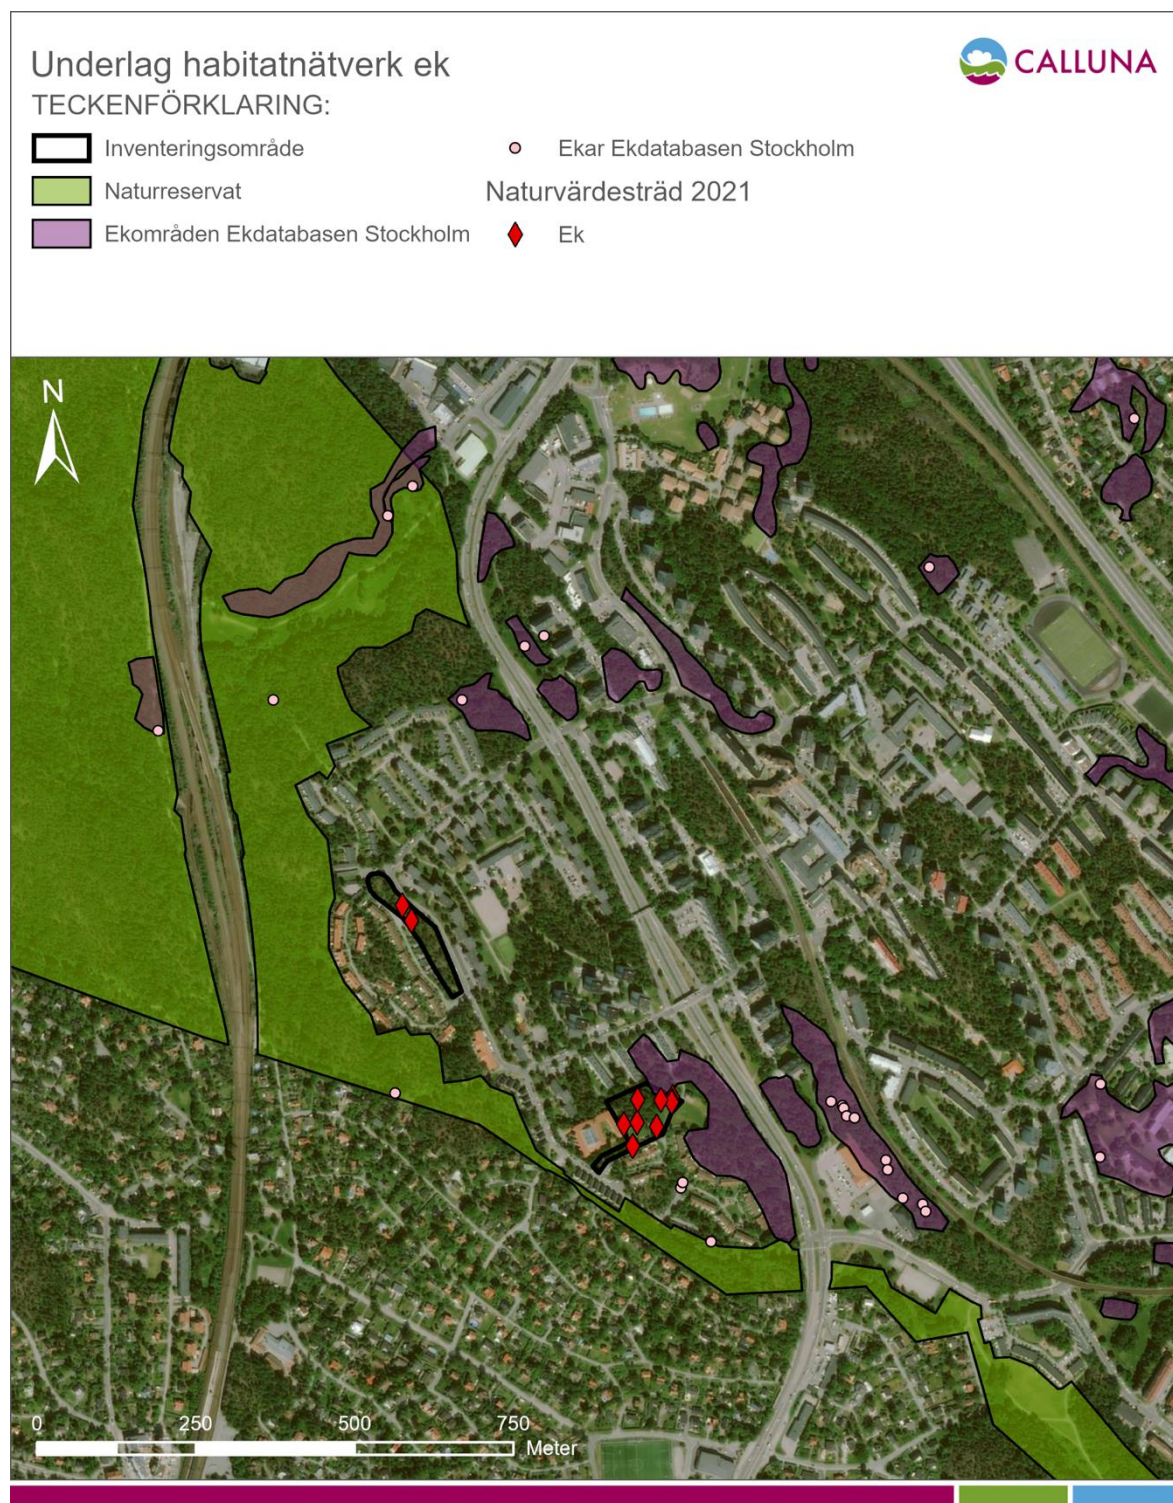 Underlag habitatnätverk ek
CALLUNA
TECKENFÖRKLARING:
Inventeringsområde
Naturreservat
Ekområden Ekdatabasen Stockholm
Ekar Ekdatabasen Stockholm
Naturvärdesträd 2021
Ek
N
0 250 500 750
Meter